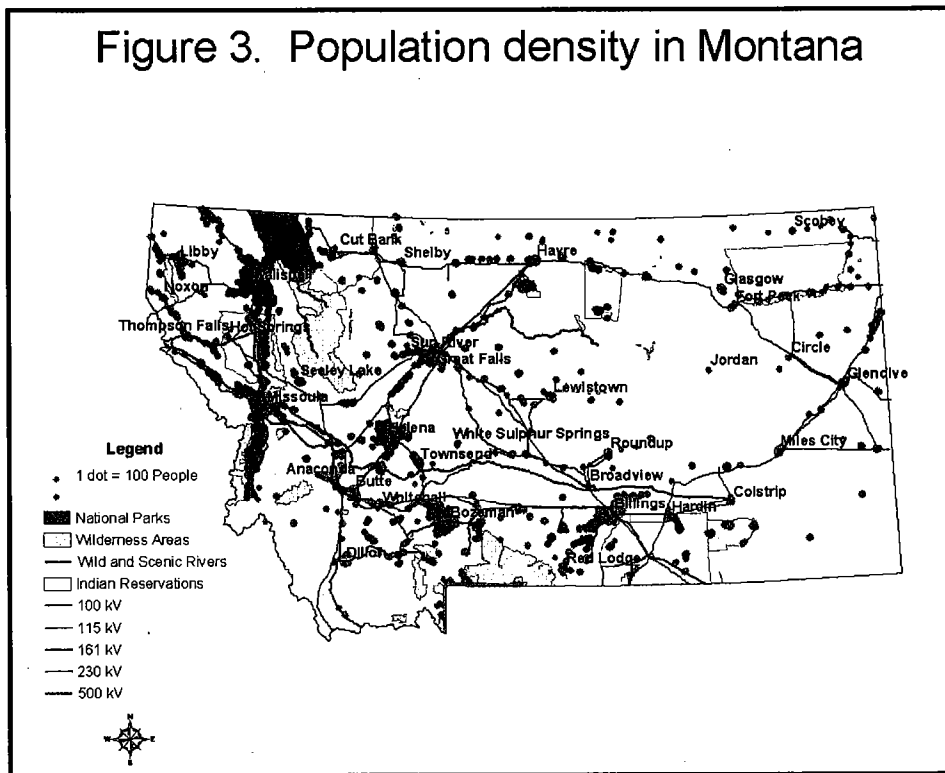 Figure 3. Population density in Montana
Scobey
Cut Bank
Shelby
Havre
Libby
Kalispell
Noxon
Glasgow
Fort Peck
Thompson Falls
Hot Springs
Sun River
Great Falls
Circle
Jordan
Seeley Lake
Glendive
Lewistown
Missoula
Helena
White Sulphur Springs
Roundup
Miles City
Townsend
Anaconda
Broadview
Butte
Colstrip
Whitehall
Billings
Bozeman
Hardin
Dillon
Red Lodge
Legend
1 dot = 100 People
National Parks
Wilderness Areas
Wild and Scenic Rivers
Indian Reservations
100 kV
115 kV
161 kV
230 kV
500 kV
N
W E
S